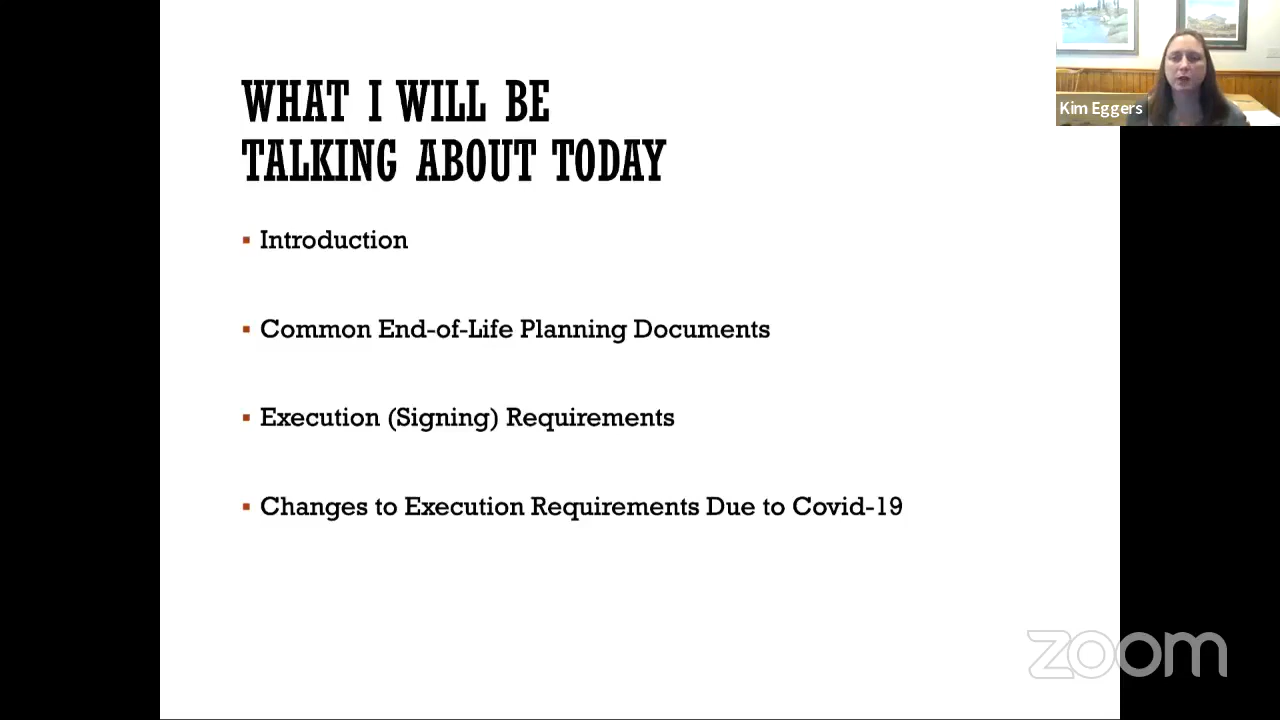 WHAT I WILL BE
TALKING ABOUT TODAY
Kim Eggers
▪ Introduction
▪ Common End-of-Life Planning Documents
▪ Execution (Signing) Requirements
▪ Changes to Execution Requirements Due to Covid-19
zoom